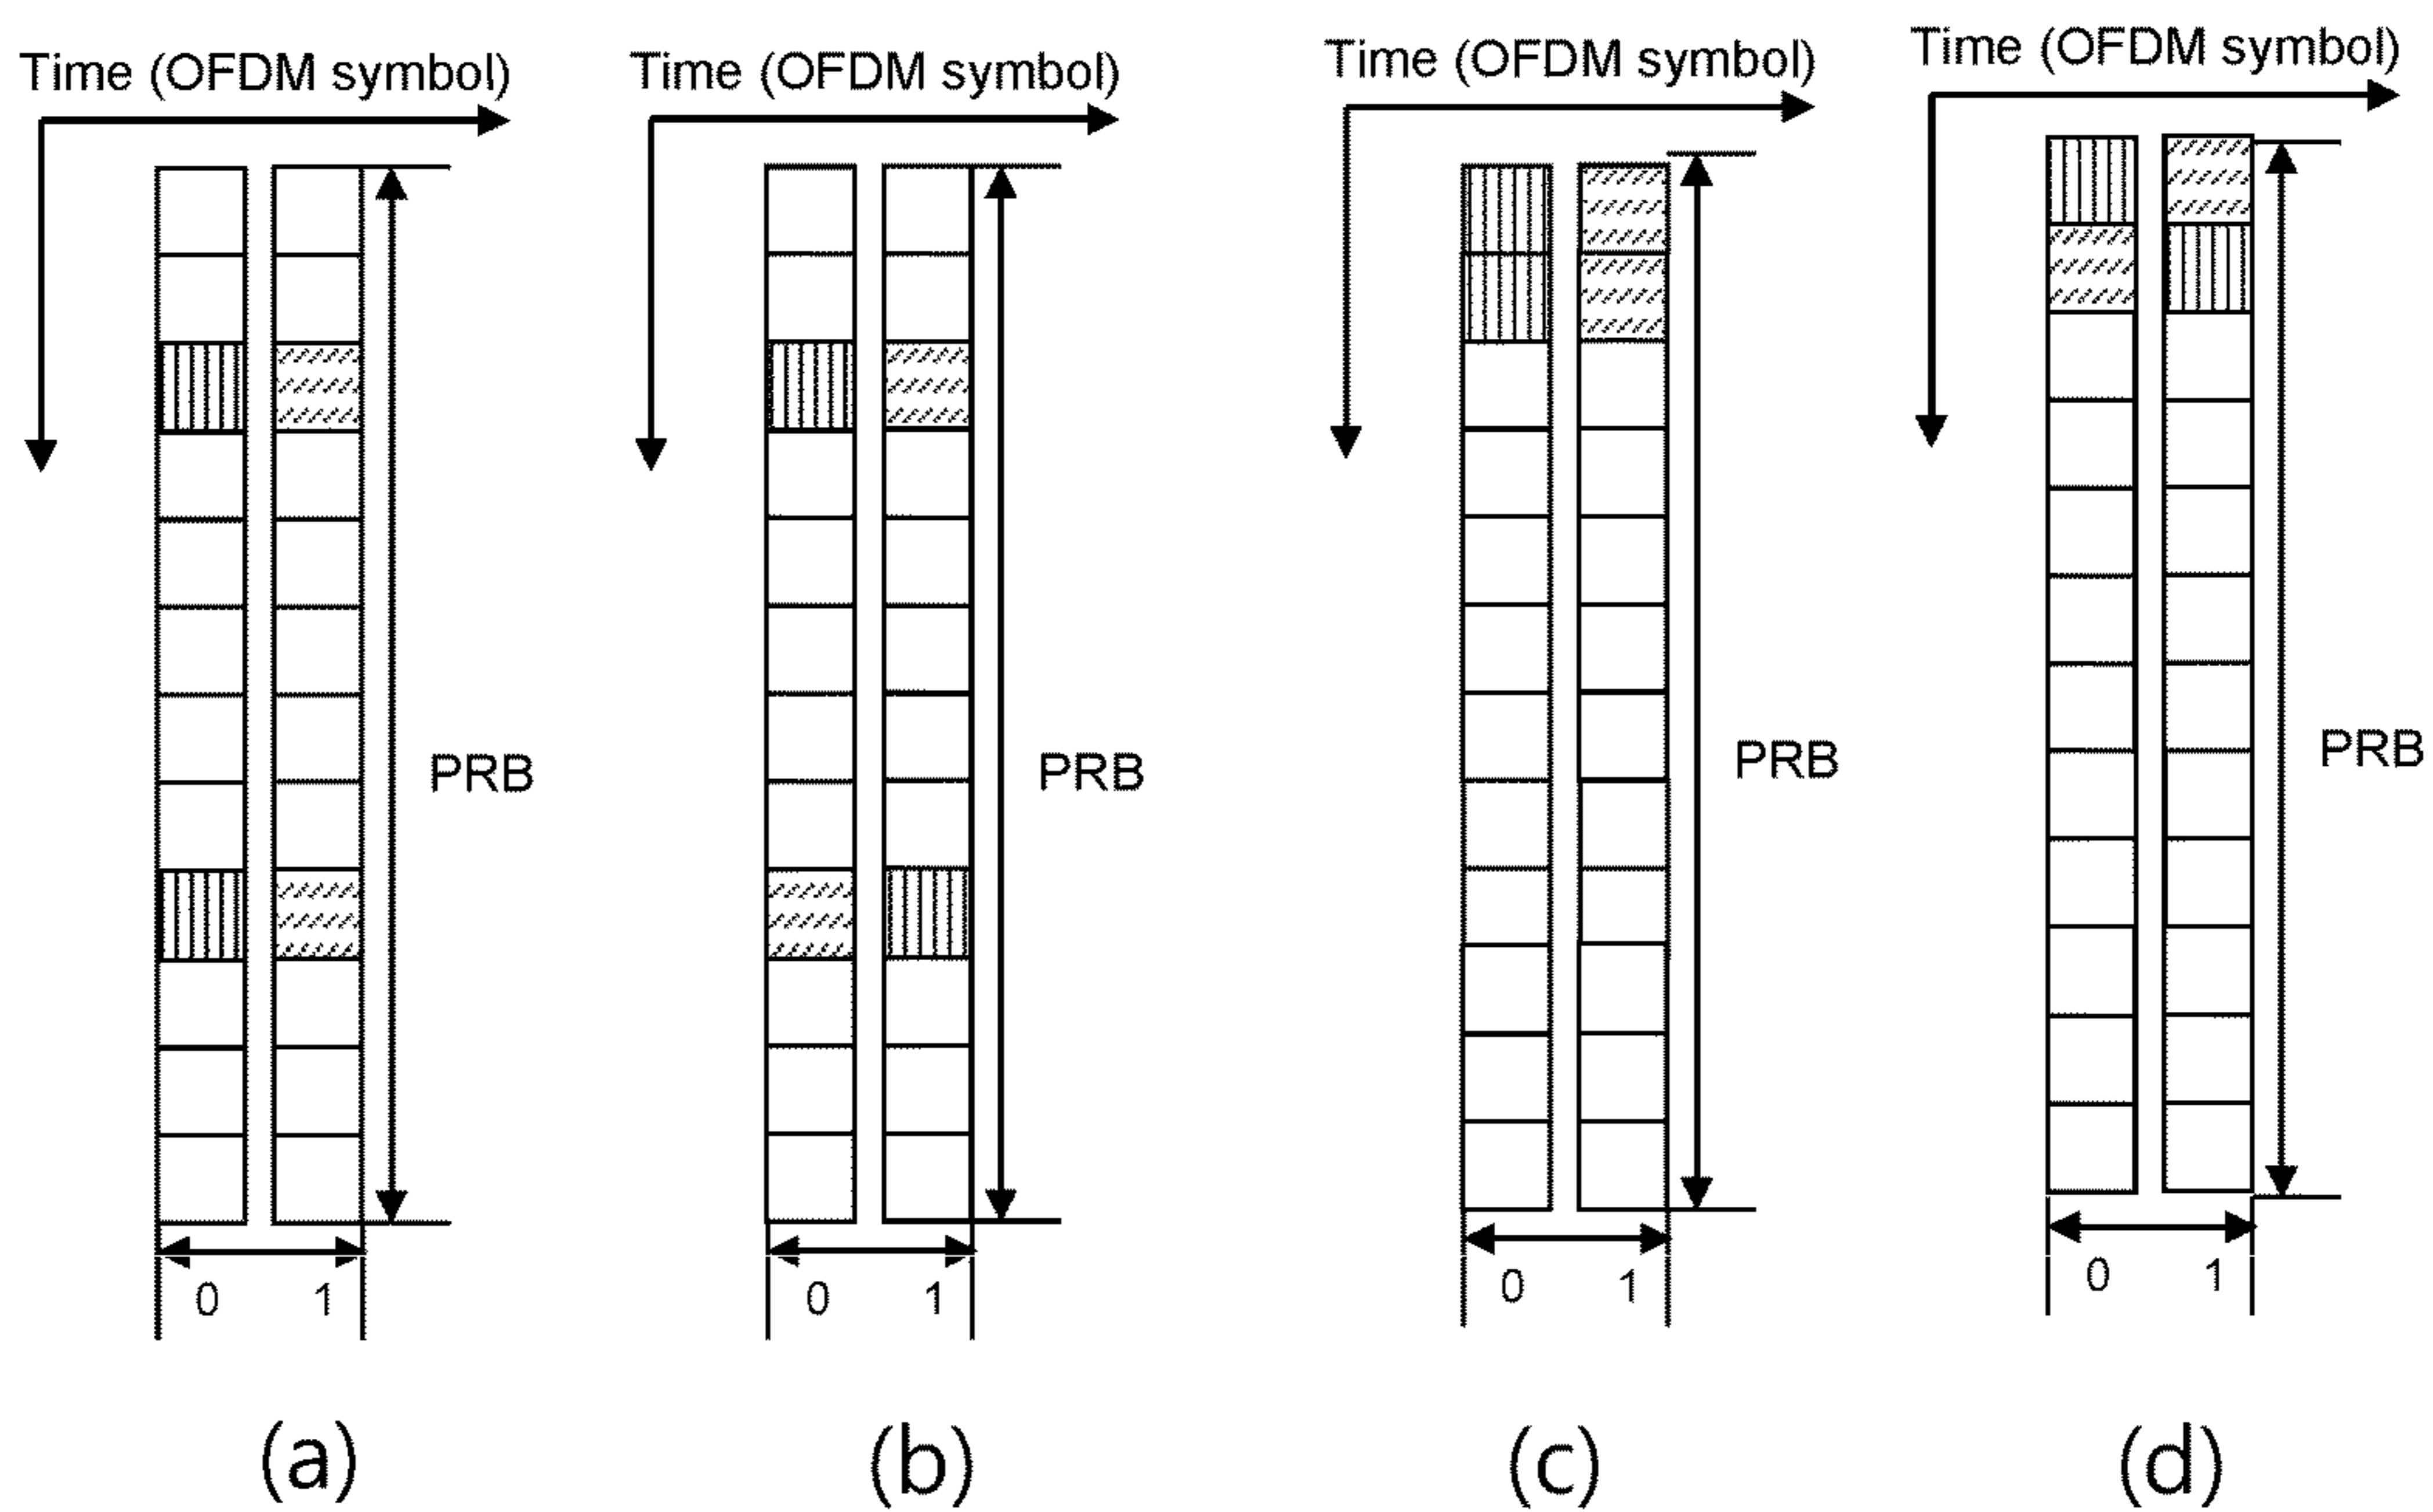 Time (OFDM symbol) Time (OFDM symbol) Time (OFDM symbol) Time (OFDM symbol)
PRB PRB PRB PRB
0 1 0 1 0 1 0 1
(a) (b) (c) (d)